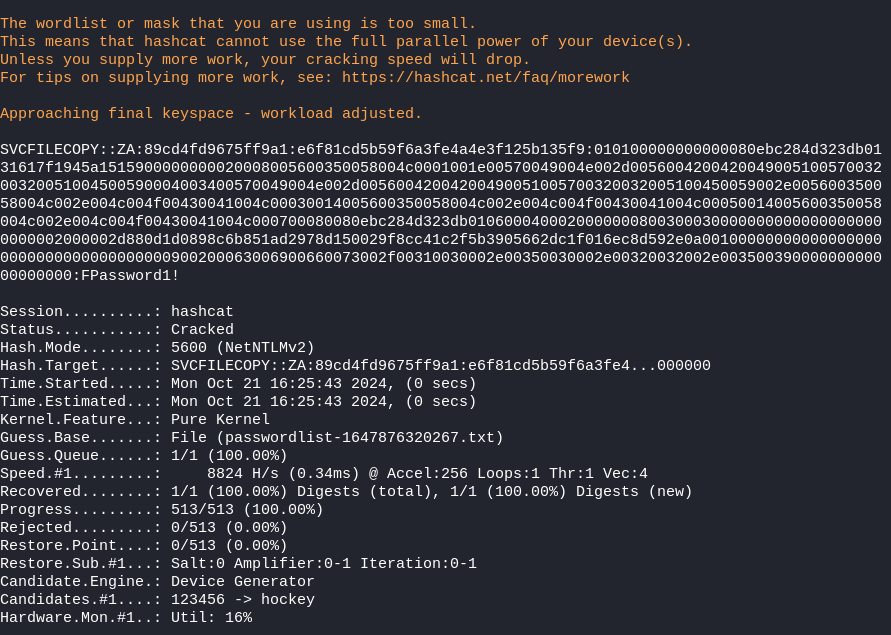 The wordlist or mask that you are using is too small.
This means that hashcat cannot use the full parallel power of your device(s).
Unless you supply more work, your cracking speed will drop.
For tips on supplying more work, see: https://hashcat.net/faq/morework
Approaching final keyspace - workload adjusted.
SVCFILECOPY::ZA:89cd4fd9675ff9a1:e6f81cd5b59f6a3fe4a4e3f125b135f9:010100000000000080ebc284d323db01
31617f1945a15159000000000200080056003500580​04c0001001e00570049004e002d0056004200420049005100570032
00320051004500590004003400570049004e002d00560042004200490051005700320032005100450059002e0056003500
58004c002e004c004f00430041004c00030014005600350058004c002e004c004f00430041004c00050014005600350058
004c002e004c004f00430041004c000700080080ebc284d323db0106000400020000000800300030000000000000000000
0000002000002d880d1d0898c6b851ad2978d150029f8cc41c2f5b3905662dc1f016ec8d592e0a00100000000000000000
0000000000000000000900200063006900660073002f00310030002e00350030002e00320032002e003500390000000000
00000000:FPassword1!
Session..........: hashcat
Status...........: Cracked
Hash.Mode........: 5600 (NetNTLMv2)
Hash.Target......: SVCFILECOPY::ZA:89cd4fd9675ff9a1:e6f81cd5b59f6a3fe4...000000
Time.Started.....: Mon Oct 21 16:25:43 2024, (0 secs)
Time.Estimated...: Mon Oct 21 16:25:43 2024, (0 secs)
Kernel.Feature...: Pure Kernel
Guess.Base.......: File (passwordlist-1647876320267.txt)
Guess.Queue......: 1/1 (100.00%)
Speed.#1.........:     8824 H/s (0.34ms) @ Accel:256 Loops:1 Thr:1 Vec:4
Recovered........: 1/1 (100.00%) Digests (total), 1/1 (100.00%) Digests (new)
Progress.........: 513/513 (100.00%)
Rejected.........: 0/513 (0.00%)
Restore.Point....: 0/513 (0.00%)
Restore.Sub.#1...: Salt:0 Amplifier:0-1 Iteration:0-1
Candidate.Engine.: Device Generator
Candidates.#1....: 123456 -> hockey
Hardware.Mon.#1..: Util: 16%